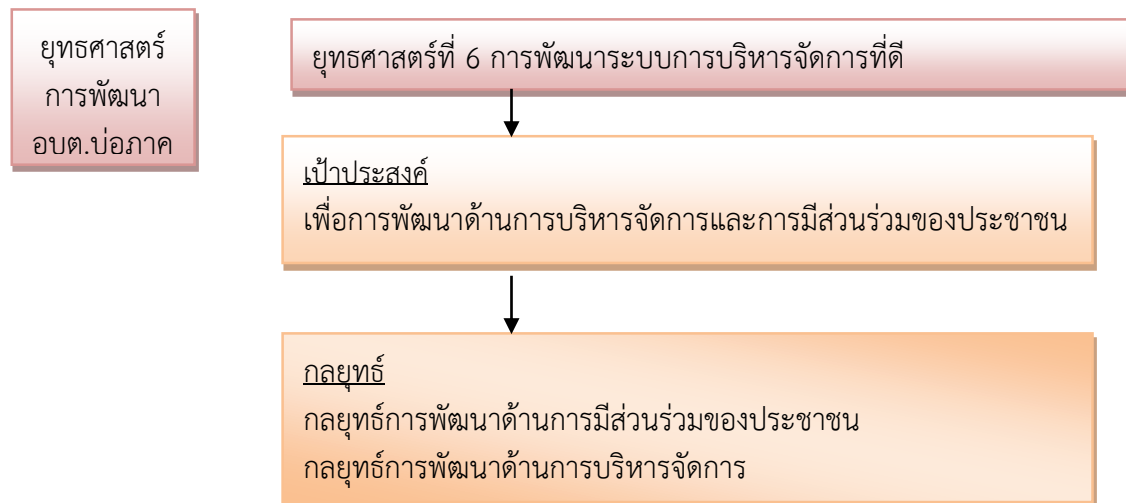 ยุทธศาสตร์
การพัฒนา
อบต.บ่อภาค
ยุทธศาสตร์ที่ 6 การพัฒนาระบบการบริหารจัดการที่ดี
เป้าประสงค์
เพื่อการพัฒนาด้านการบริหารจัดการและการมีส่วนร่วมของประชาชน
กลยุทธ์
กลยุทธ์การพัฒนาด้านการมีส่วนร่วมของประชาชน
กลยุทธ์การพัฒนาด้านการบริหารจัดการ